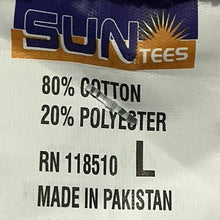 SUN TEES
80% COTTON
20% POLYESTER
RN 118510 L
MADE IN PAKISTAN